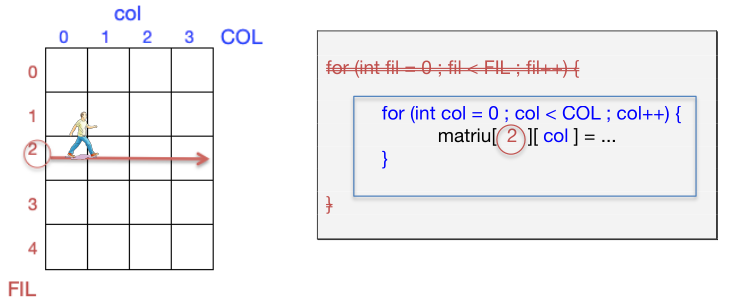 col
0 1 2 3 COL
0
1
2
3
4
FIL
for (int fil = 0 ; fil < FIL ; fil++) {
for (int col = 0 ; col < COL ; col++) {
matriu[ 2 ][ col ] = ...
}
}